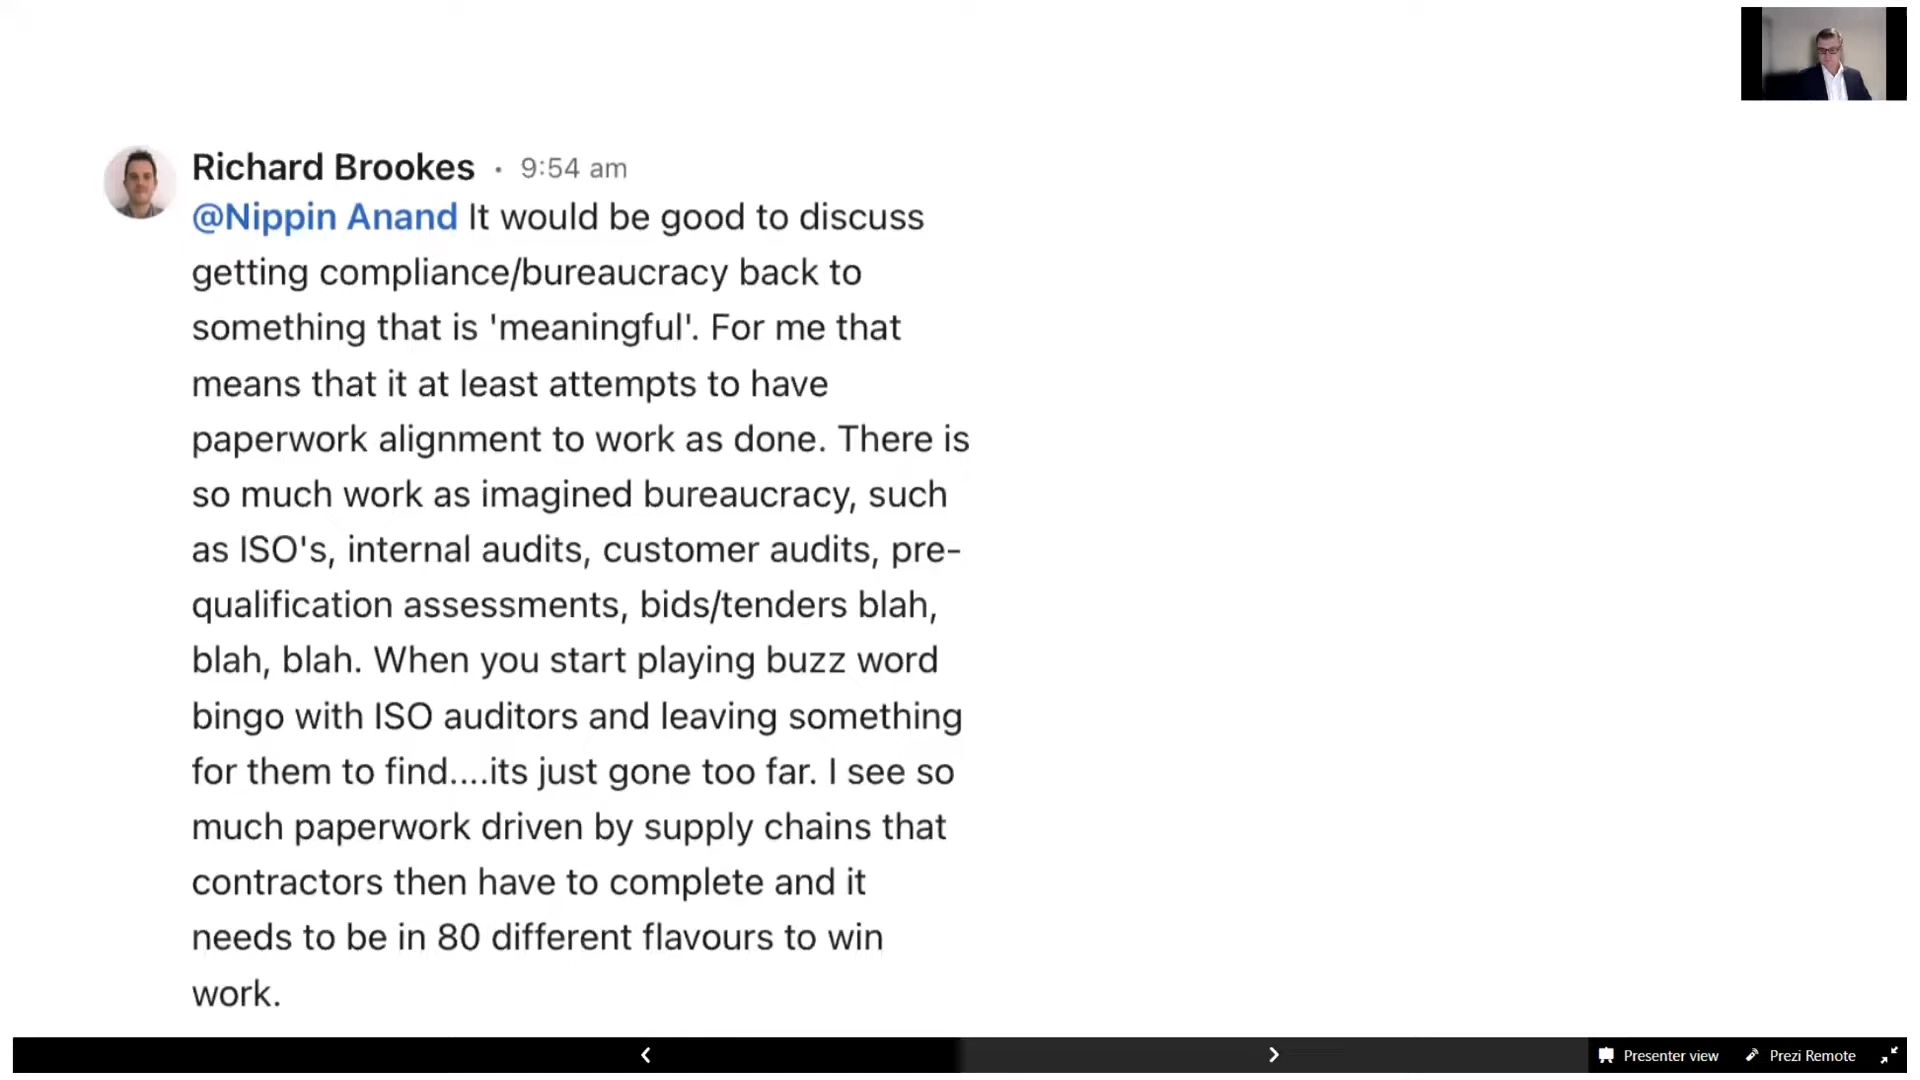 Richard Brookes · 9:54 am
@Nippin Anand It would be good to discuss
getting compliance/bureaucracy back to
something that is 'meaningful'. For me that
means that it at least attempts to have
paperwork alignment to work as done. There is
so much work as imagined bureaucracy, such
as ISO's, internal audits, customer audits, pre-
qualification assessments, bids/tenders blah,
blah, blah. When you start playing buzz word
bingo with ISO auditors and leaving something
for them to find....its just gone too far. I see so
much paperwork driven by supply chains that
contractors then have to complete and it
needs to be in 80 different flavours to win
work.
Presenter view Prezi Remote